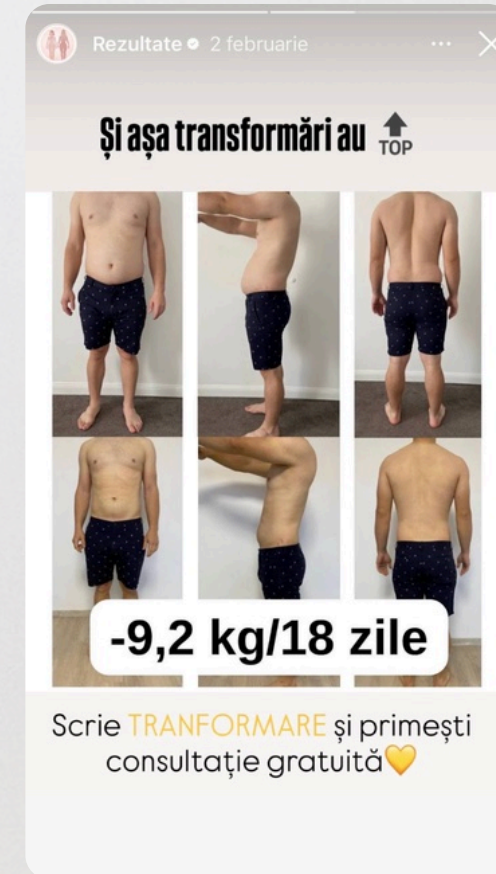 Rezultate 2 februarie
Și așa transformări au
TOP
-9,2 kg/18 zile
Scrie TRANFORMARE și primești
consultație gratuită